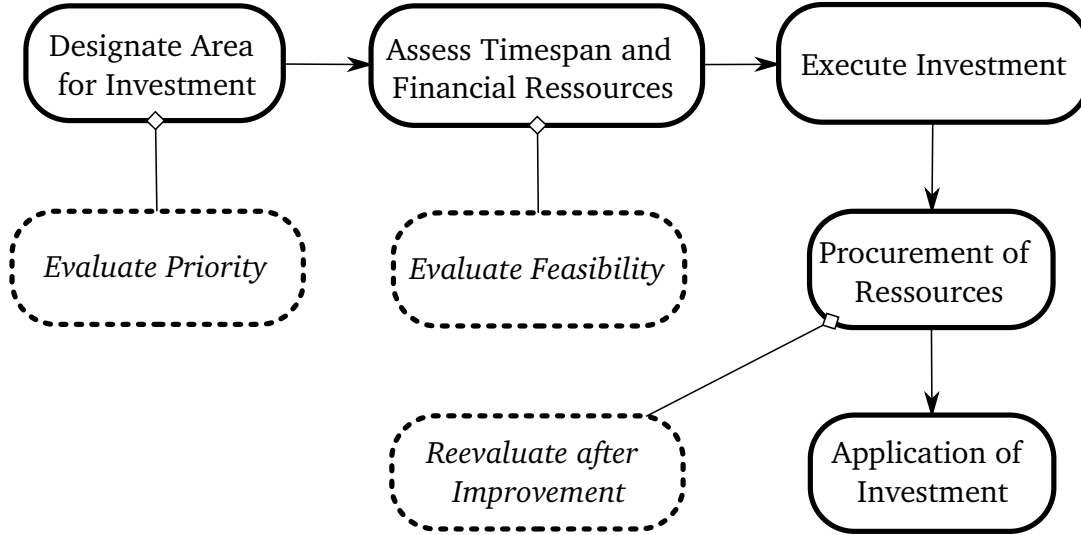 Designate Area
for Investment
Assess Timespan and
Financial Ressources
Execute Investment
Evaluate Priority
Evaluate Feasibility
Procurement of
Ressources
Reevaluate after
Improvement
Application of
Investment